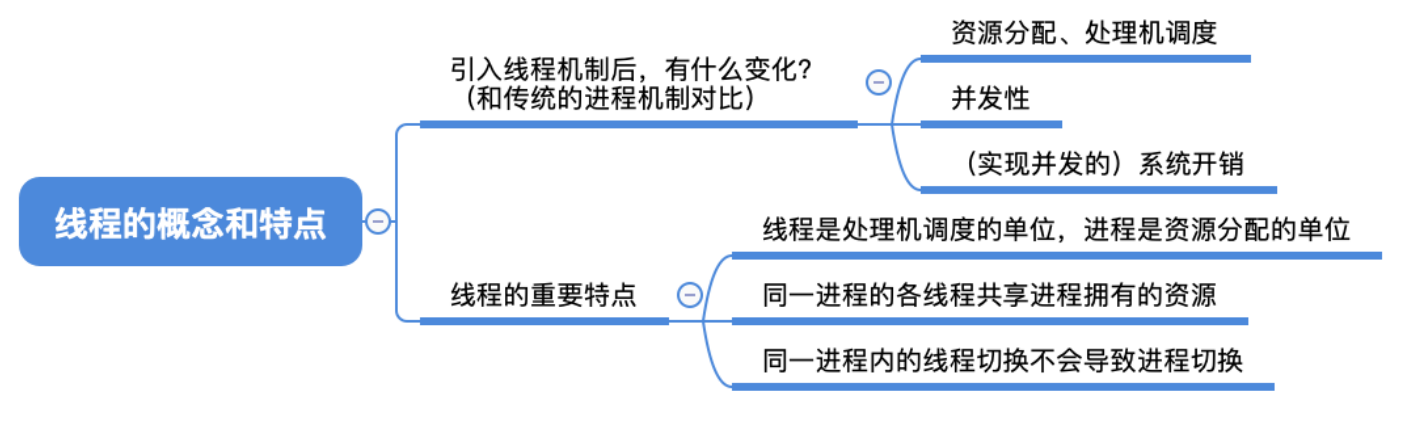 线程的概念和特点
引入线程机制后，有什么变化？
（和传统的进程机制对比）
资源分配、处理机调度
并发性
（实现并发的）系统开销
线程的重要特点
线程是处理机调度的单位，进程是资源分配的单位
同一进程的各线程共享进程拥有的资源
同一进程内的线程切换不会导致进程切换